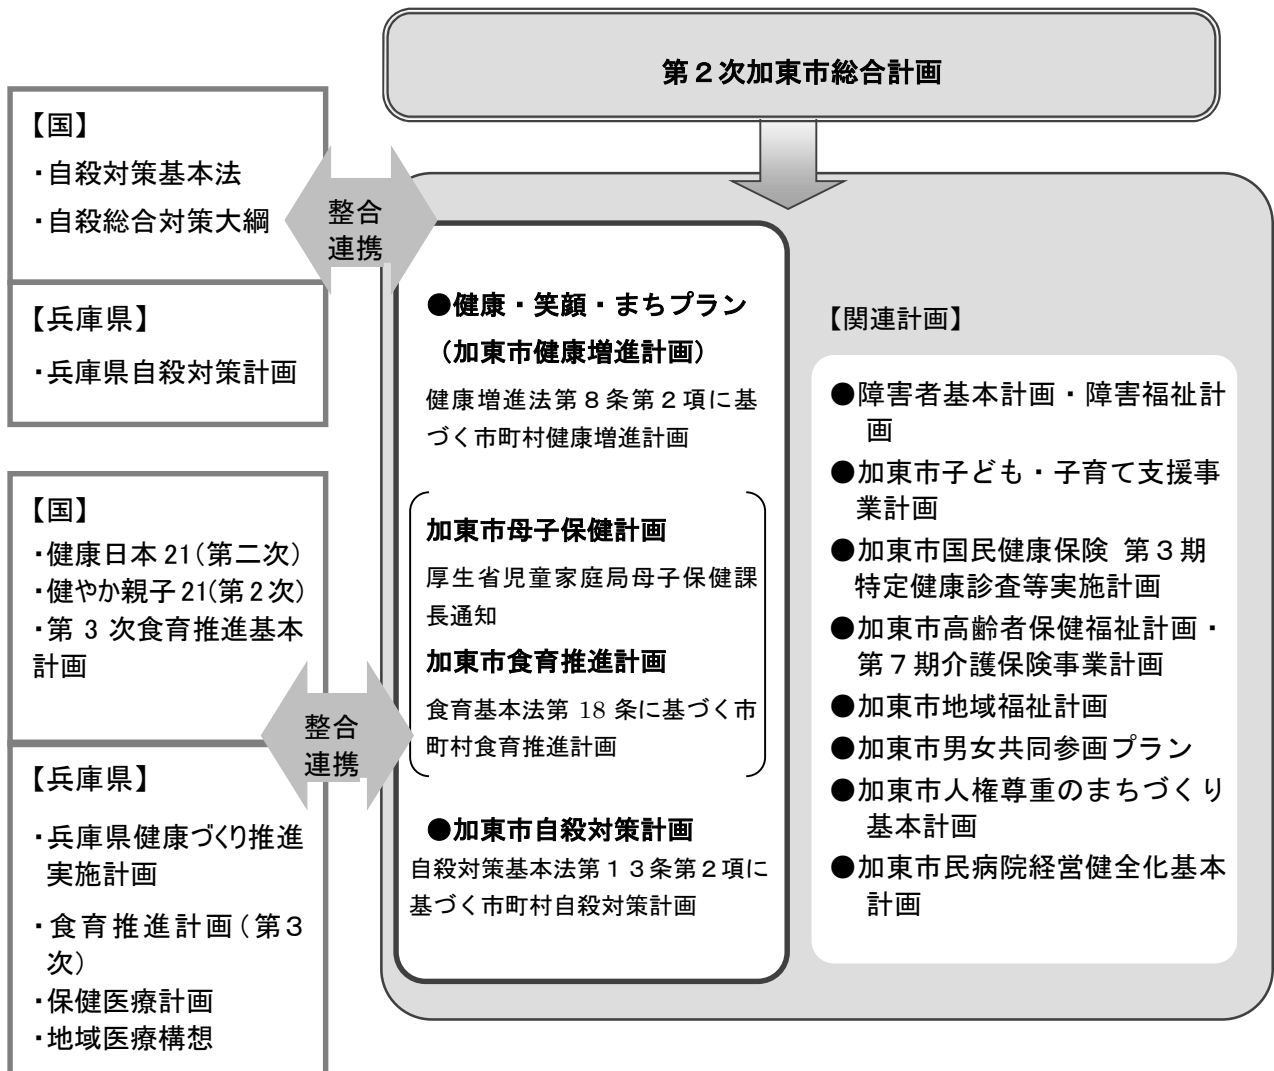 第２次加東市総合計画
【国】
・自殺対策基本法
・自殺総合対策大綱
整合
連携
【兵庫県】
・兵庫県自殺対策計画
【国】
・健康日本 21(第二次)
・健やか親子 21(第２次)
・第 3 次食育推進基本
計画
整合
連携
【兵庫県】
・兵庫県健康づくり推進
実施計画
・食育推進計画(第３
次)
・保健医療計画
・地域医療構想
●健康・笑顔・まちプラン
（加東市健康増進計画）
健康増進法第８条第２項に基
づく市町村健康増進計画
加東市母子保健計画
厚生省児童家庭局母子保健課
長通知
加東市食育推進計画
食育基本法第 18 条に基づく市
町村食育推進計画
●加東市自殺対策計画
自殺対策基本法第１３条第２項に
基づく市町村自殺対策計画
【関連計画】
●障害者基本計画・障害福祉計
画
●加東市子ども・子育て支援事
業計画
●加東市国民健康保険 第３期
特定健康診査等実施計画
●加東市高齢者保健福祉計画・
第７期介護保険事業計画
●加東市地域福祉計画
●加東市男女共同参画プラン
●加東市人権尊重のまちづくり
基本計画
●加東市民病院経営健全化基本
計画